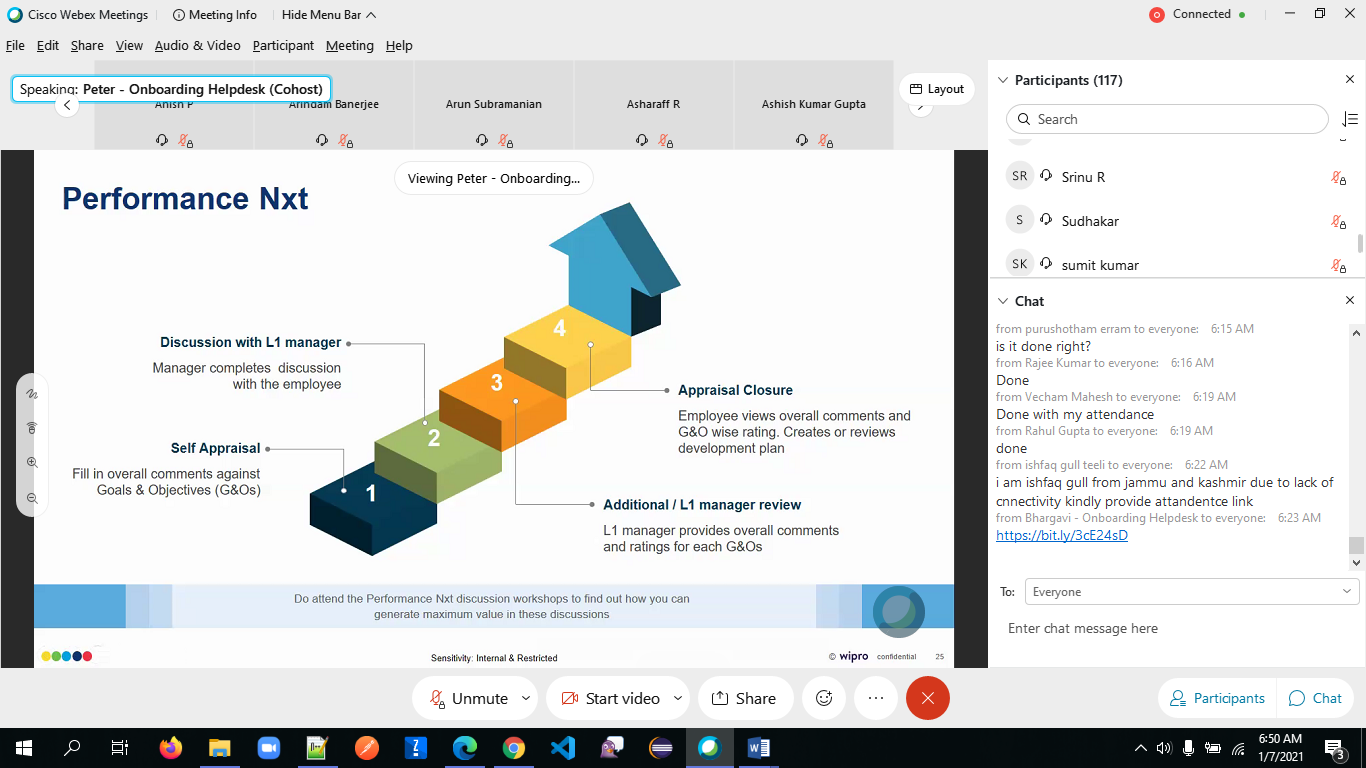 Cisco Webex Meetings
Meeting Info
Hide Menu Bar
Connected
File Edit Share View Audio & Video Participant Meeting Help
Speaking: Peter - Onboarding Helpdesk (Cohost)
Anish P
Arindam Banerjee
Arun Subramanian
Asharaff R
Ashish Kumar Gupta
Layout
Viewing Peter - Onboarding...
Performance Nxt
Discussion with L1 manager
Manager completes discussion
with the employee
Self Appraisal
Fill in overall comments against
Goals & Objectives (G&Os)
1
2
3
4
Appraisal Closure
Employee views overall comments and
G&O wise rating. Creates or reviews
development plan
Additional / L1 manager review
L1 manager provides overall comments
and ratings for each G&Os
Do attend the Performance Nxt discussion workshops to find out how you can
generate maximum value in these discussions
Sensitivity: Internal & Restricted
© wipro confidential 25
Participants (117)
Search
SR Srinu R
S Sudhakar
SK sumit kumar
Chat
from purushotham erram to everyone: 6:15 AM
is it done right?
from Rajee Kumar to everyone: 6:16 AM
Done
from Vecham Mahesh to everyone: 6:19 AM
Done with my attendance
from Rahul Gupta to everyone: 6:19 AM
done
from ishfaq gull teeli to everyone: 6:22 AM
i am ishfaq gull from jammu and kashmir due to lack of
cnnectivity kindly provide attandentce link
from Bhargavi - Onboarding Helpdesk to everyone: 6:23 AM
https://bit.ly/3cE24sD
To: Everyone
Enter chat message here
Unmute
Start video
Share
Participants
Chat
6:50 AM
1/7/2021
3